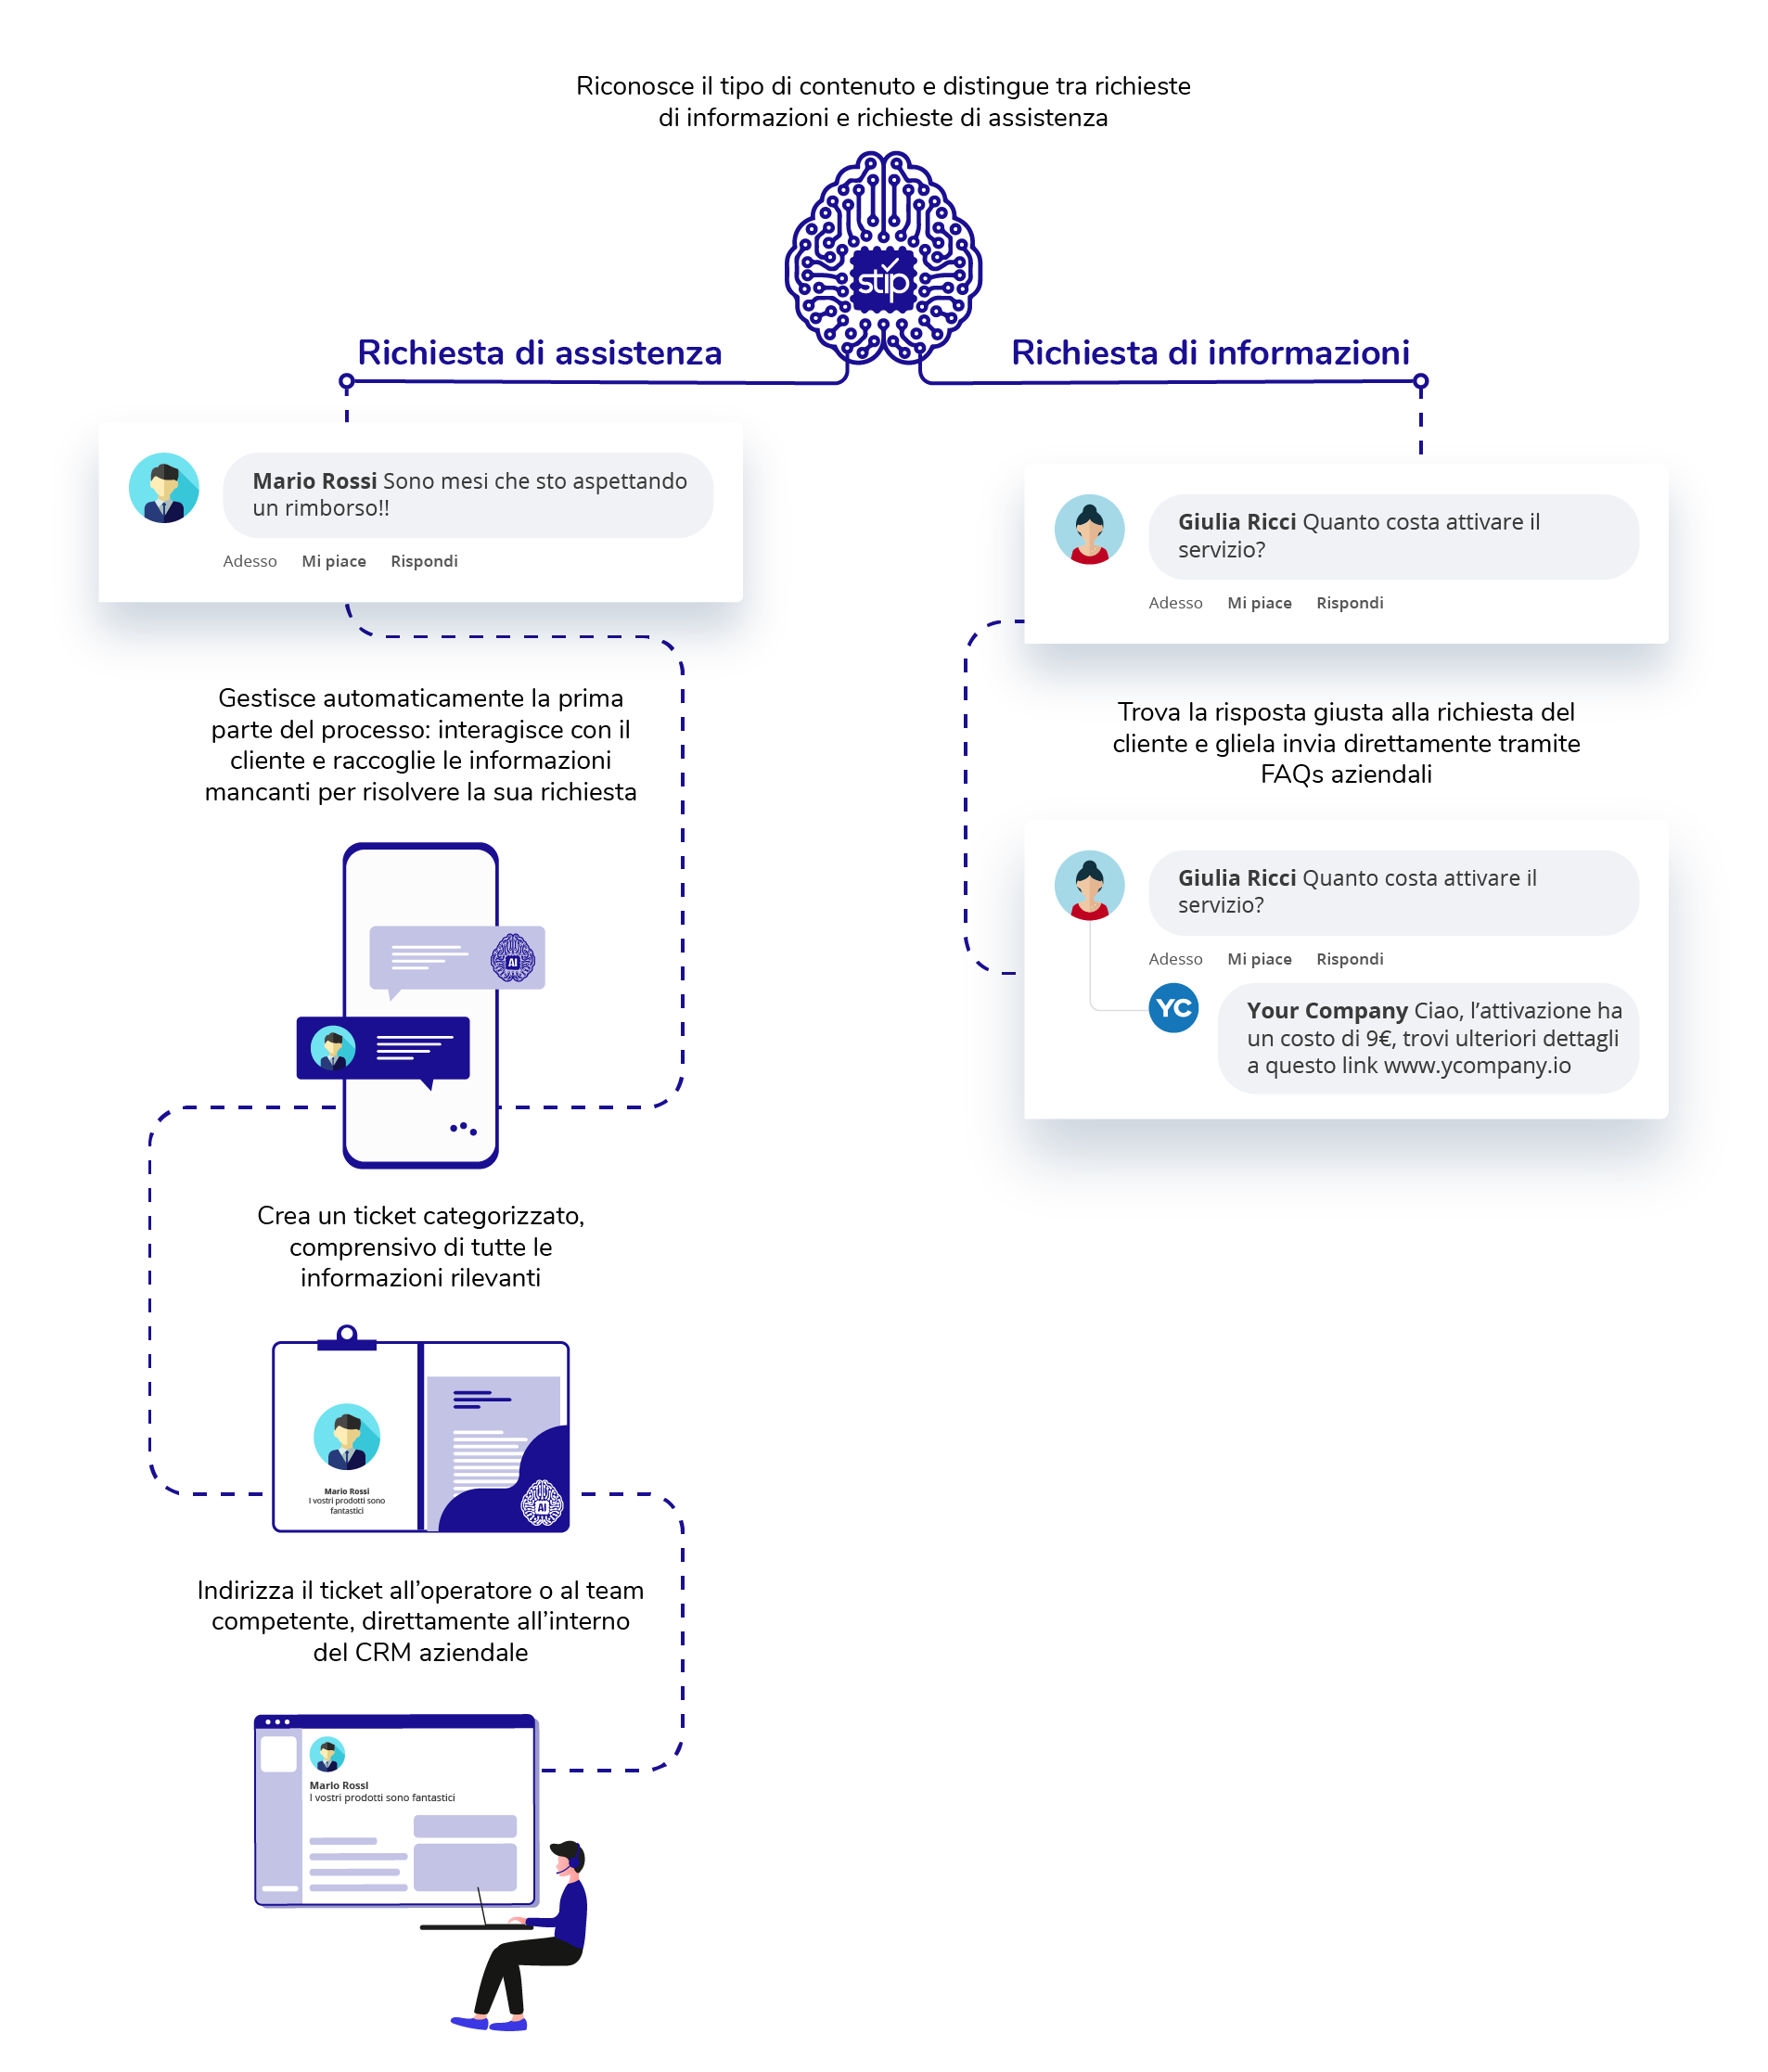 Riconosce il tipo di contenuto e distingue tra richieste
di informazioni e richieste di assistenza
stip
Richiesta di assistenza
Mario Rossi Sono mesi che sto aspettando
un rimborso!!
Adesso Mi piace Rispondi
Gestisce automaticamente la prima
parte del processo: interagisce con il
cliente e raccoglie le informazioni
mancanti per risolvere la sua richiesta
AI
Crea un ticket categorizzato,
comprensivo di tutte le
informazioni rilevanti
Mario Rossi
I vostri prodotti sono
fantastici
AI
Indirizza il ticket all’operatore o al team
competente, direttamente all’interno
del CRM aziendale
Mario Rossi
I vostri prodotti sono fantastici
Richiesta di informazioni
Giulia Ricci Quanto costa attivare il
servizio?
Adesso Mi piace Rispondi
Trova la risposta giusta alla richiesta del
cliente e gliela invia direttamente tramite
FAQs aziendali
Giulia Ricci Quanto costa attivare il
servizio?
Adesso Mi piace Rispondi
YC
Your Company Ciao, l’attivazione ha
un costo di 9€, trovi ulteriori dettagli
a questo link www.ycompany.io